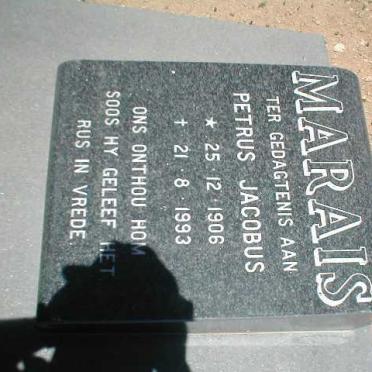 MARAIS
TER GEDAGTENIS AAN
PETRUS JACOBUS
★ 25·12·1906
† 21·8·1993
ONS ONTHOU HOM
SOOS HY GELEEF HET
RUS IN VREDE